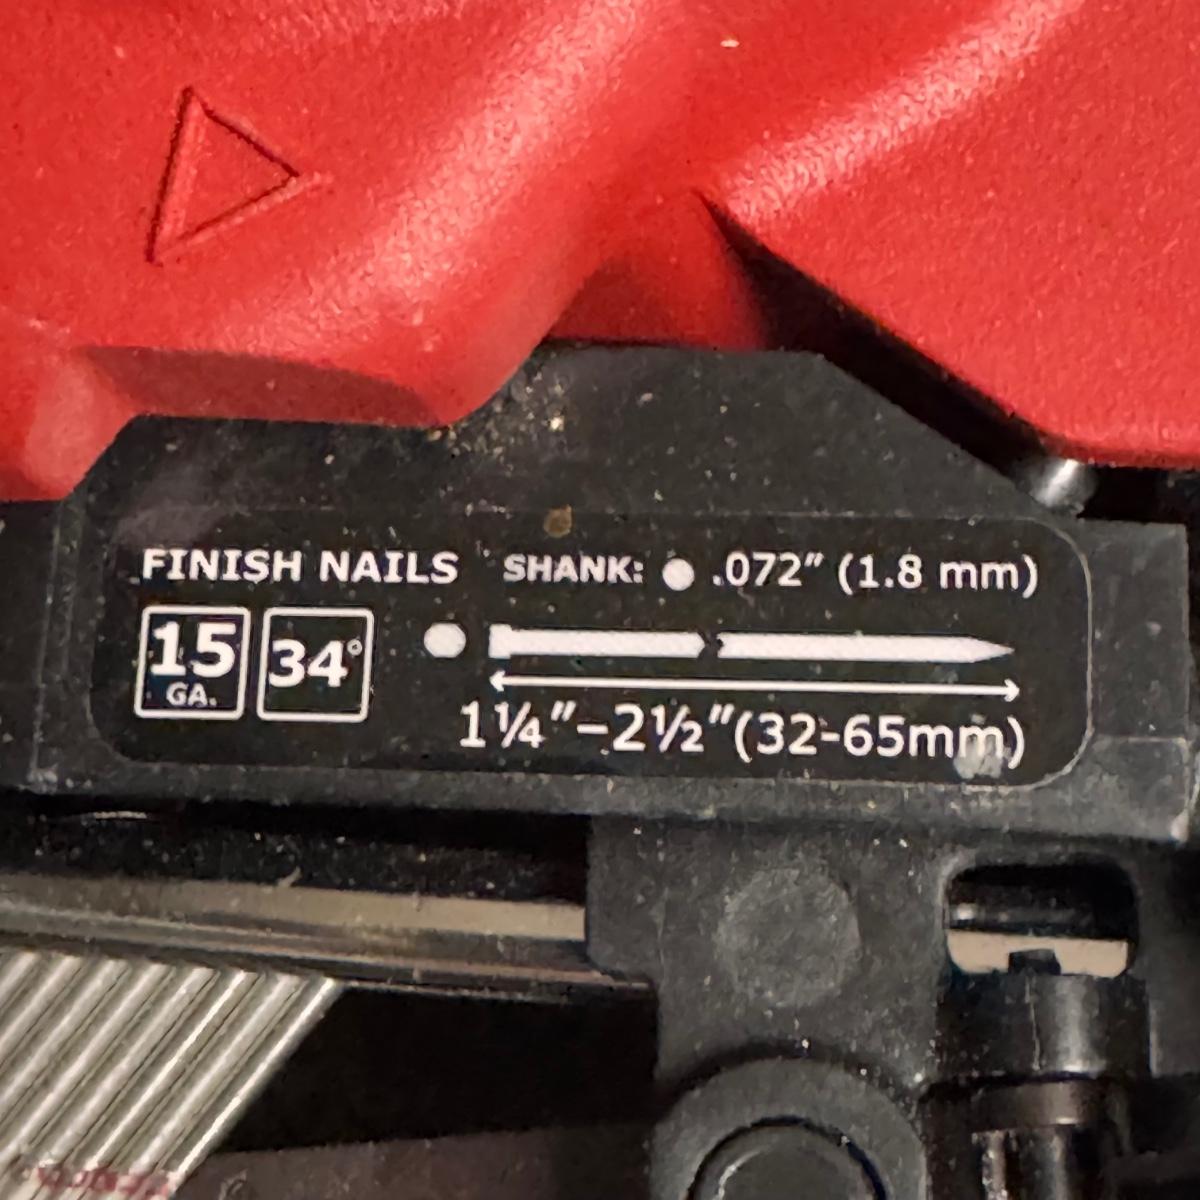 FINISH NAILS SHANK: .072" (1.8 mm)
15 GA. 34°
1¼"–2½"(32-65mm)